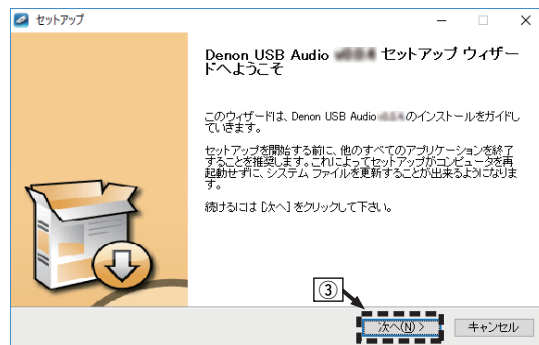 セットアップ
Denon USB Audio セットアップ ウィザー
ドへようこそ
このウィザードは、Denon USB Audio のインストールをガイドし
ていきます。
セットアップを開始する前に、他のすべてのアプリケーションを終了
することを推奨します。これによってセットアップがコンピュータを再
起動せずに、システム ファイルを更新することが出来るようになりま
す。
続けるには [次へ] をクリックして下さい。
③
次へ(N) >
キャンセル